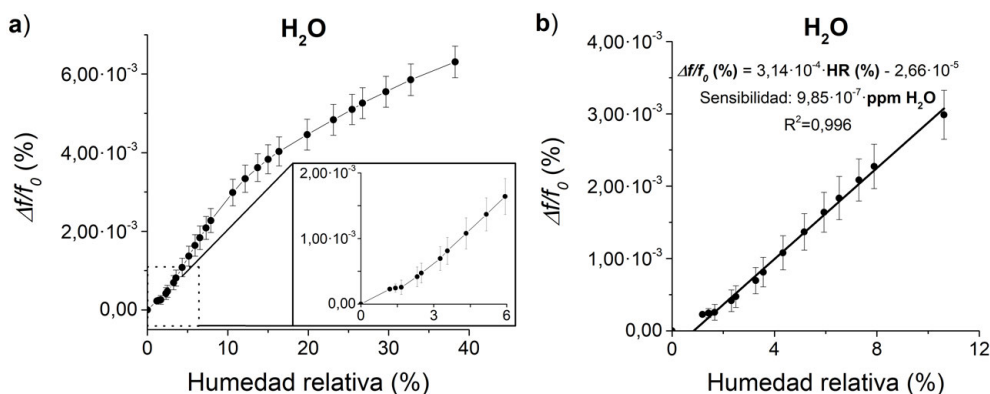 a)
H₂O
Δf/f₀ (%)
6,00·10⁻³
4,00·10⁻³
2,00·10⁻³
0,00
0 10 20 30 40
Humedad relativa (%)
2,00·10⁻³
1,00·10⁻³
0,00
0 3 6
b)
H₂O
Δf/f₀ (%)
4,00·10⁻³
3,00·10⁻³
2,00·10⁻³
1,00·10⁻³
0,00
0 4 8 12
Humedad relativa (%)
Δf/f₀ (%) = 3,14·10⁻⁴·HR (%) - 2,66·10⁻⁵
Sensibilidad: 9,85·10⁻⁷·ppm H₂O
R²=0,996